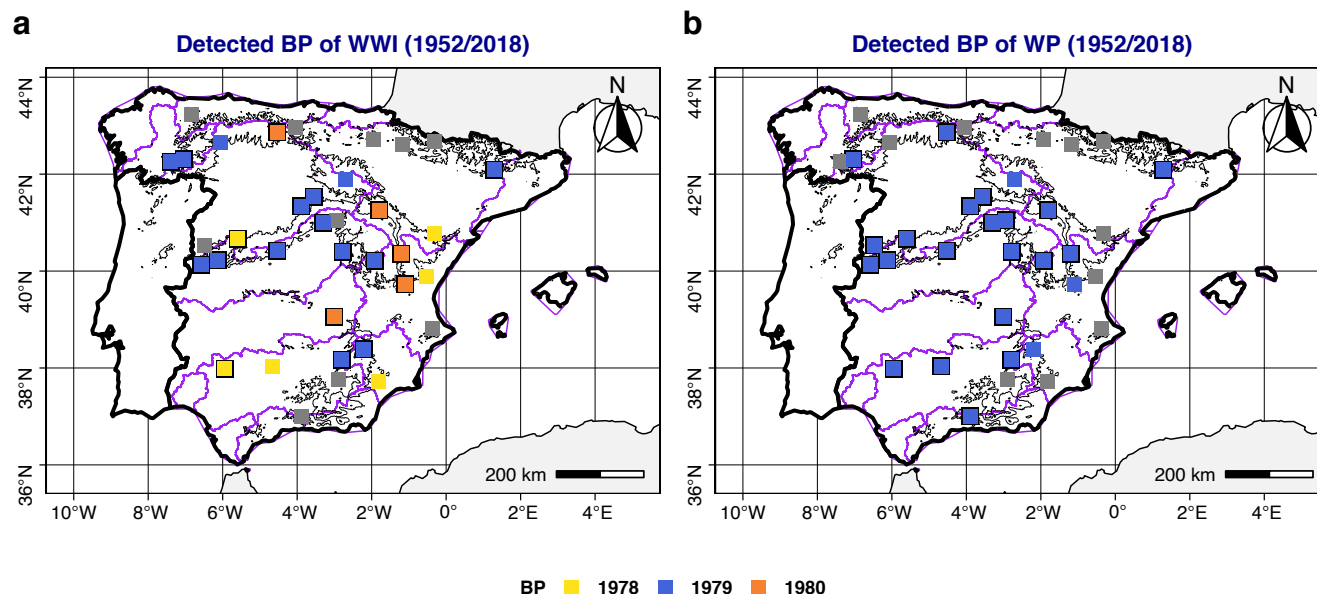 a
b
Detected BP of WWI (1952/2018)
Detected BP of WP (1952/2018)
44°N
42°N
40°N
38°N
36°N
N
200 km
10°W
8°W
6°W
4°W
2°W
0°
2°E
4°E
44°N
42°N
40°N
38°N
36°N
N
200 km
10°W
8°W
6°W
4°W
2°W
0°
2°E
4°E
BP 1978 1979 1980